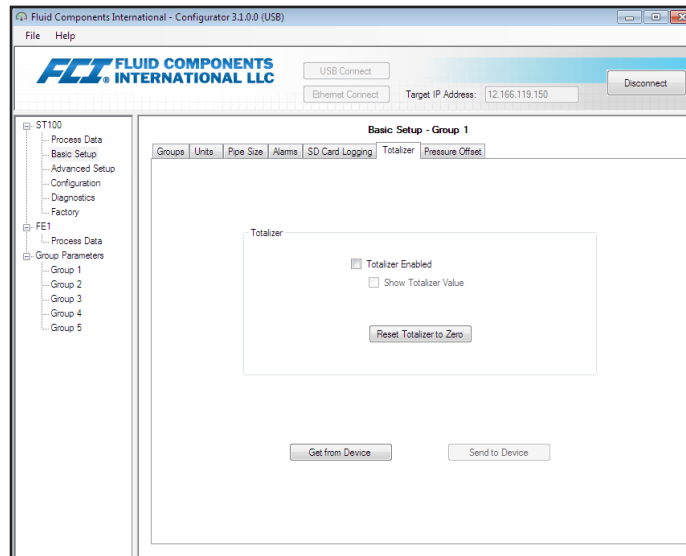 Fluid Components International - Configurator 3.1.0.0 (USB)
File Help
FCI® FLUID COMPONENTS
INTERNATIONAL LLC
USB Connect
Ethernet Connect Target IP Address: 12.166.119.150
Disconnect
ST100
Process Data
Basic Setup
Advanced Setup
Configuration
Diagnostics
Factory
FE1
Process Data
Group Parameters
Group 1
Group 2
Group 3
Group 4
Group 5
Basic Setup - Group 1
Groups Units Pipe Size Alarms SD Card Logging Totalizer Pressure Offset
Totalizer
Totalizer Enabled
Show Totalizer Value
Reset Totalizer to Zero
Get from Device Send to Device